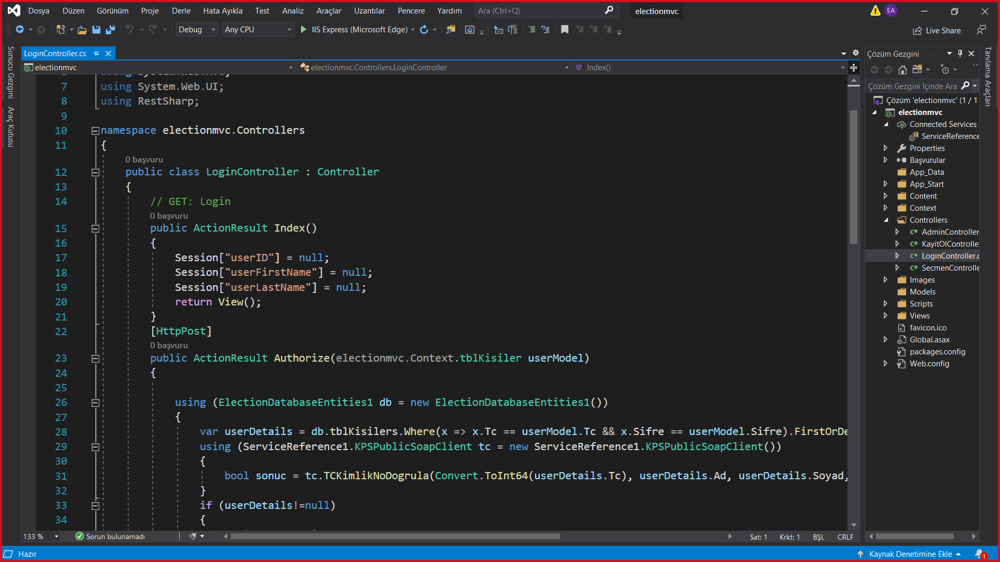 Dosya Düzen Görünüm Proje Derle Hata Ayıkla Test Analiz Araçlar Uzantılar Pencere Yardım Ara (Ctrl+Q) electionmvc EA
Debug Any CPU IIS Express (Microsoft Edge) Live Share
Sunucu Gezgini
Araç Kutusu
LoginController.cs
electionmvc electionmvc.Controllers.LoginController Index()
7 using System.Web.UI;
8 using RestSharp;
9
10 namespace electionmvc.Controllers
11 {
0 başvuru
12 public class LoginController : Controller
13 {
14 // GET: Login
0 başvuru
15 public ActionResult Index()
16 {
17 Session["userID"] = null;
18 Session["userFirstName"] = null;
19 Session["userLastName"] = null;
20 return View();
21 }
22 [HttpPost]
0 başvuru
23 public ActionResult Authorize(electionmvc.Context.tblKisiler userModel)
24 {
25
26 using (ElectionDatabaseEntities1 db = new ElectionDatabaseEntities1())
27 {
28 var userDetails = db.tblKisilers.Where(x => x.Tc == userModel.Tc && x.Sifre == userModel.Sifre).FirstOrDe
29 using (ServiceReference1.KPSPublicSoapClient tc = new ServiceReference1.KPSPublicSoapClient())
30 {
31 bool sonuc = tc.TCKimlikNoDogrula(Convert.ToInt64(userDetails.Tc), userDetails.Ad, userDetails.Soyad,
32 }
33 if (userDetails!=null)
34 {
133 % Sorun bulunamadı Sat: 1 Krkt: 1 BŞL CRLF
Çözüm Gezgini
Çözüm Gezgini İçinde Ara
Çözüm 'electionmvc' (1 / 1
electionmvc
Connected Services
ServiceReference
Properties
Başvurular
App_Data
App_Start
Content
Context
Controllers
AdminController
KayitOlControlle
LoginController.c
SecmenControlle
Images
Models
Scripts
Views
favicon.ico
Global.asax
packages.config
Web.config
Tanılama Araçları
Hazır Kaynak Denetimine Ekle 1